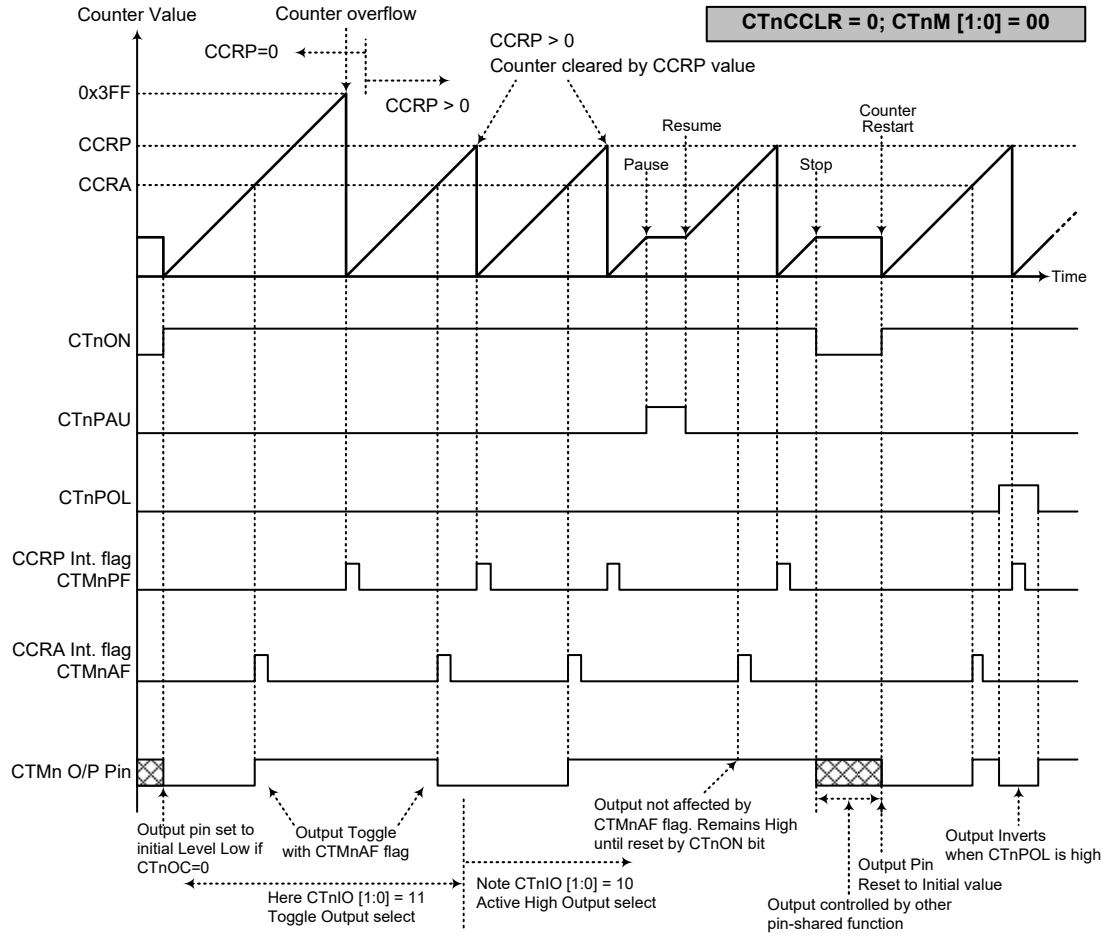 Counter Value
Counter overflow
CTnCCLR = 0; CTnM [1:0] = 00
CCRP=0
CCRP > 0
CCRP > 0
Counter cleared by CCRP value
0x3FF
CCRP
CCRA
Pause
Resume
Stop
Counter
Restart
Time
CTnON
CTnPAU
CTnPOL
CCRP Int. flag
CTMnPF
CCRA Int. flag
CTMnAF
CTMn O/P Pin
Output pin set to
initial Level Low if
CTnOC=0
Output Toggle
with CTMnAF flag
Output not affected by
CTMnAF flag. Remains High
until reset by CTnON bit
Output Inverts
when CTnPOL is high
Output Pin
Reset to Initial value
Here CTnIO [1:0] = 11
Toggle Output select
Note CTnIO [1:0] = 10
Active High Output select
Output controlled by other
pin-shared function